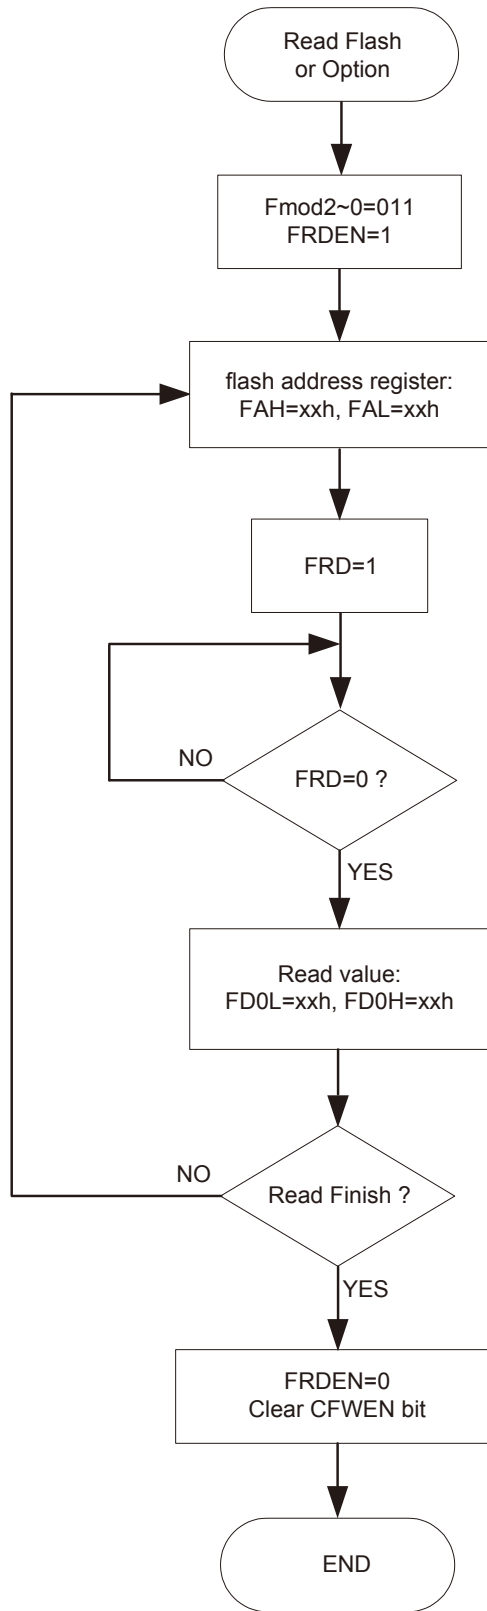 Read Flash
or Option
Fmod2~0=011
FRDEN=1
flash address register:
FAH=xxh, FAL=xxh
FRD=1
NO
FRD=0 ?
YES
Read value:
FD0L=xxh, FD0H=xxh
NO
Read Finish ?
YES
FRDEN=0
Clear CFWEN bit
END